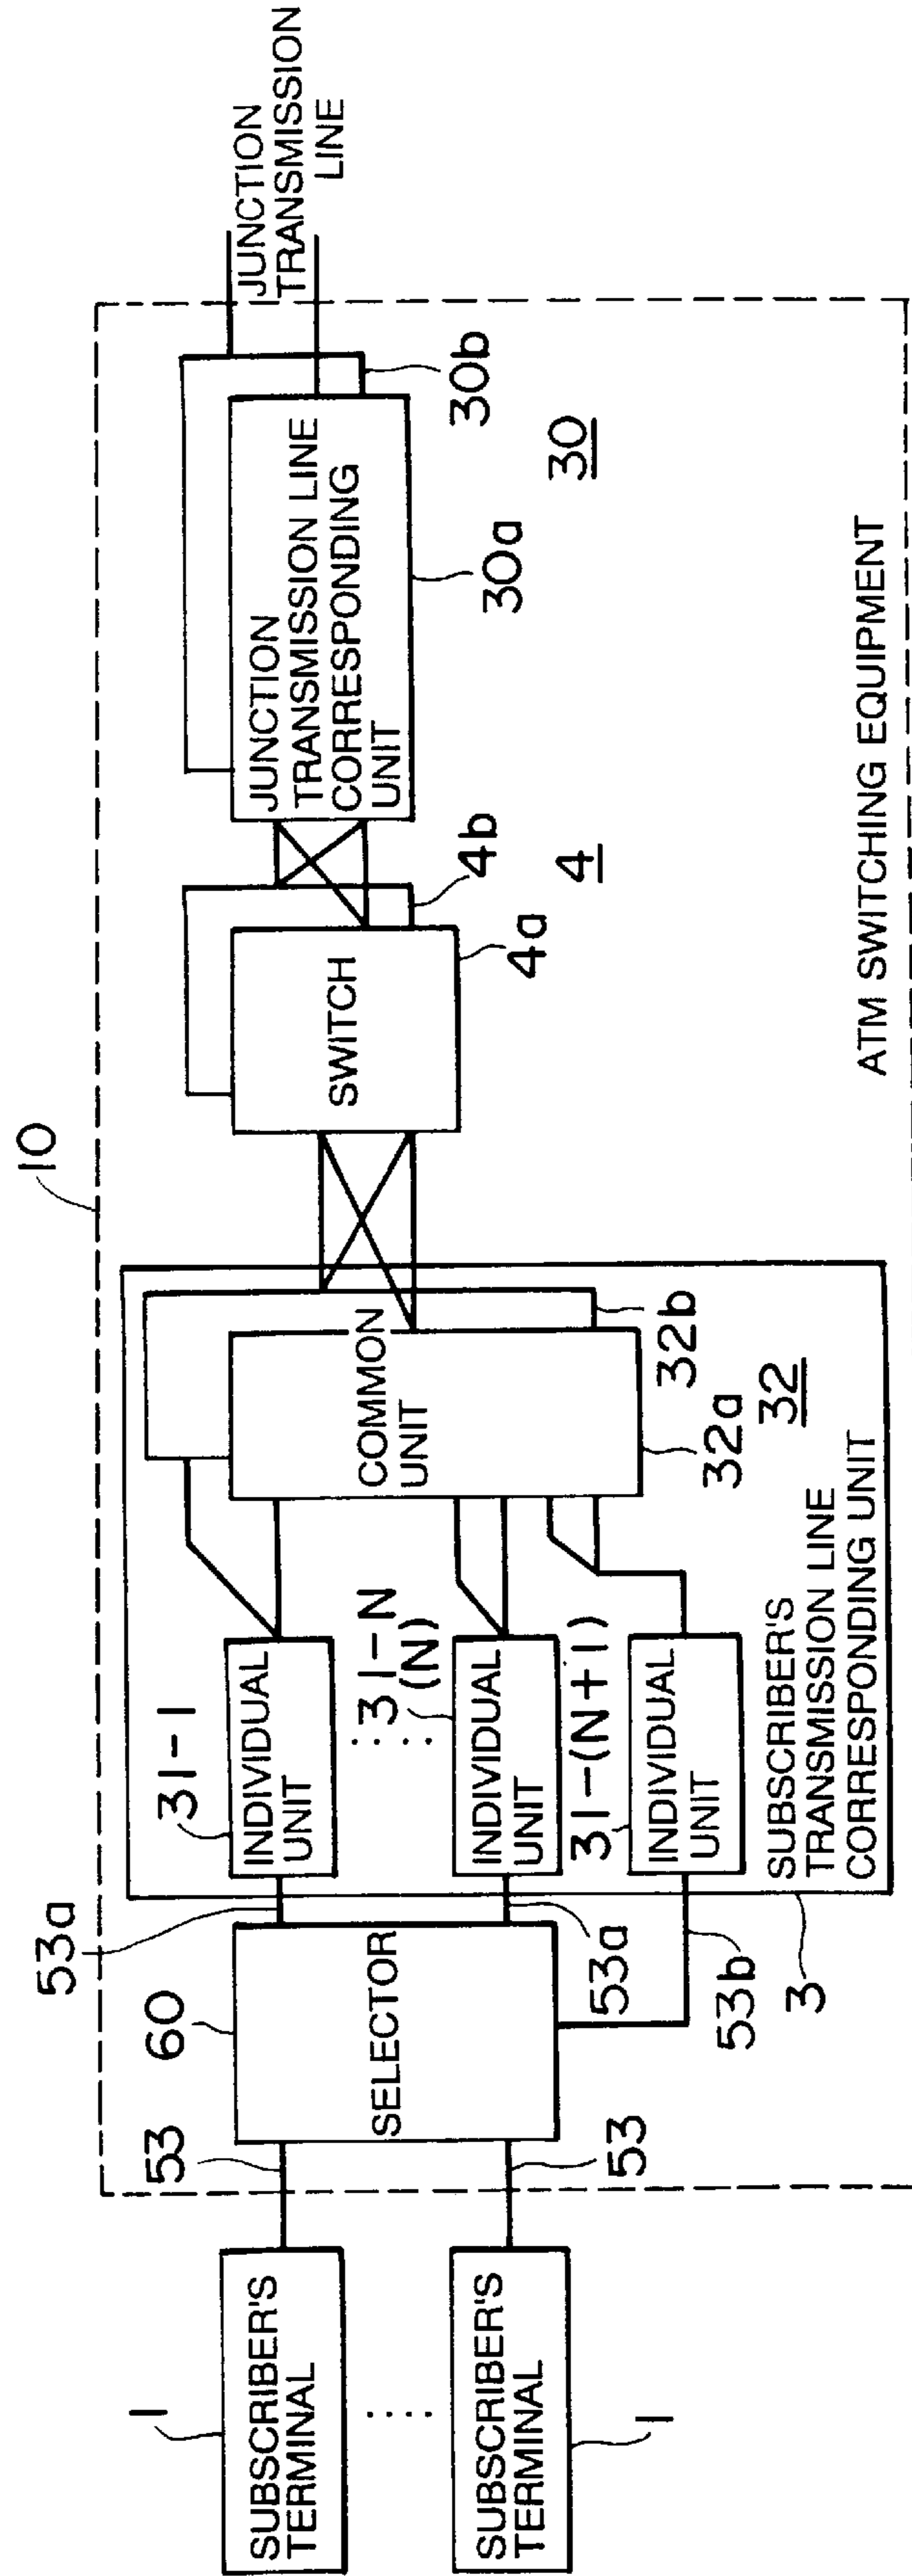 10
1
SUBSCRIBER'S
TERMINAL
.....
SUBSCRIBER'S
TERMINAL
1
53
53
60
SELECTOR
53a
53a
53b
31-1
INDIVIDUAL
UNIT
.....
31-N
(N)
INDIVIDUAL
UNIT
31-(N+1)
INDIVIDUAL
UNIT
SUBSCRIBER'S
TRANSMISSION LINE
CORRESPONDING UNIT
3
COMMON
UNIT
32b
32a
32
SWITCH
4b
4a
4
JUNCTION
TRANSMISSION LINE
CORRESPONDING
UNIT
30b
30a
30
JUNCTION
TRANSMISSION
LINE
ATM SWITCHING EQUIPMENT